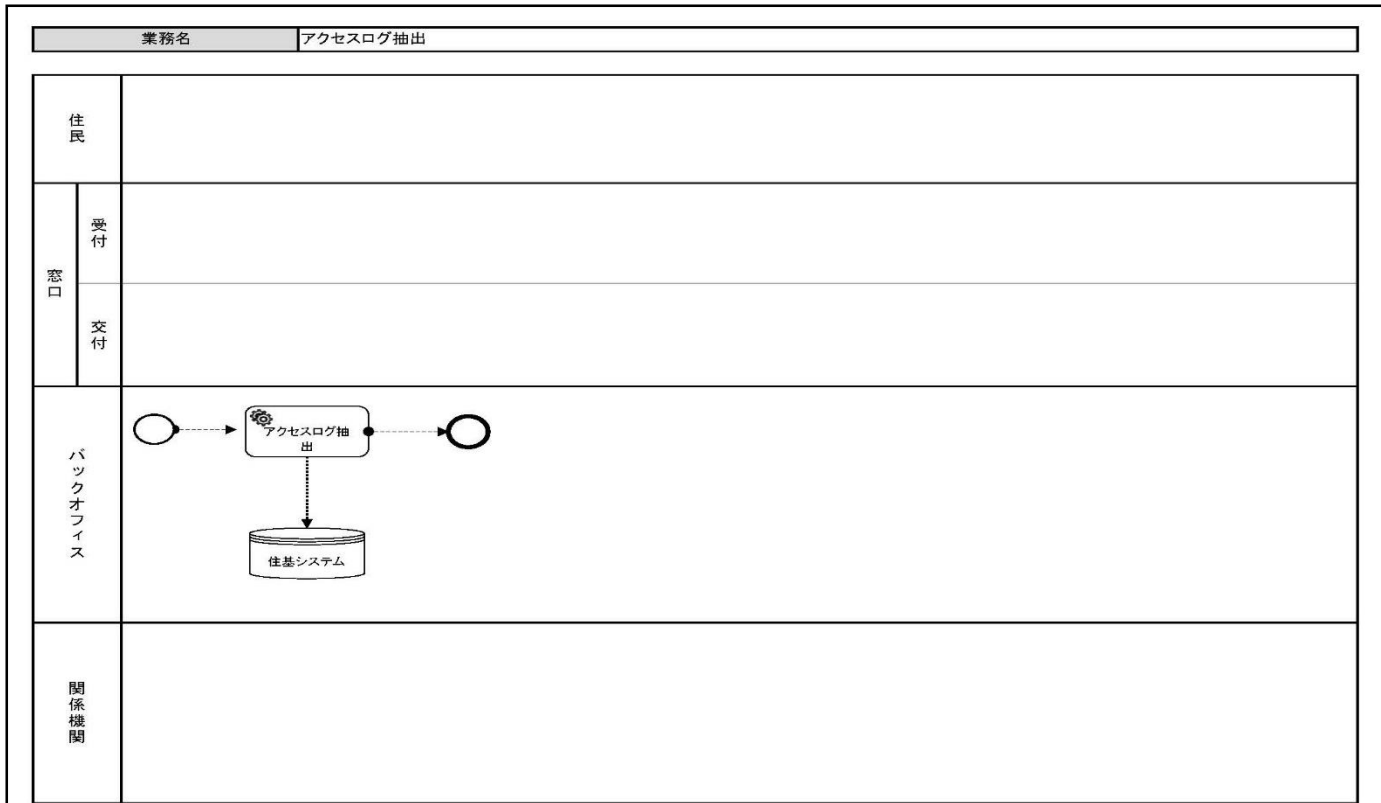 業務名
アクセスログ抽出
住民
窓口
受付
交付
バックオフィス
アクセスログ抽
出
住基システム
関係機関